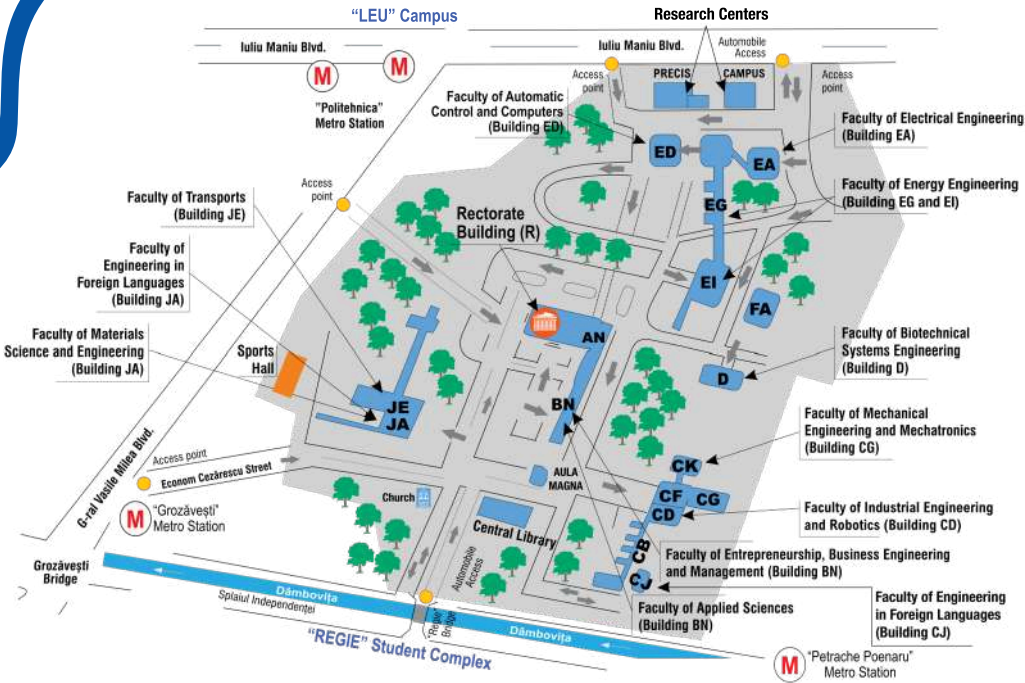 "LEU" Campus
Research Centers
Iuliu Maniu Blvd.
Iuliu Maniu Blvd.
Automobile
Access
M
M
"Politehnica"
Metro Station
Access
point
PRECIS
CAMPUS
Access
point
Faculty of Automatic
Control and Computers
(Building ED)
Faculty of Electrical Engineering
(Building EA)
ED
EA
Faculty of Energy Engineering
(Building EG and EI)
EG
EI
FA
Access
point
Faculty of Transports
(Building JE)
Rectorate
Building (R)
Faculty of
Engineering in
Foreign Languages
(Building JA)
Faculty of Materials
Science and Engineering
(Building JA)
Sports
Hall
AN
BN
JE
JA
Faculty of Biotechnical
Systems Engineering
(Building D)
D
Faculty of Mechanical
Engineering and Mechatronics
(Building CG)
CK
CF
CG
CD
CB
CJ
Faculty of Industrial Engineering
and Robotics (Building CD)
AULA
MAGNA
G-ral Vasile Milea Blvd.
Access point
Econom Cezărescu Street
M
"Grozăvești"
Metro Station
Church
Central Library
Automobile
Access
Faculty of Entrepreneurship, Business Engineering
and Management (Building BN)
Faculty of Applied Sciences
(Building BN)
Faculty of Engineering
in Foreign Languages
(Building CJ)
Grozăvești
Bridge
Dâmbovița
Splaiul Independenței
"Regie"
Bridge
Dâmbovița
"REGIE" Student Complex
M
"Petrache Poenaru"
Metro Station